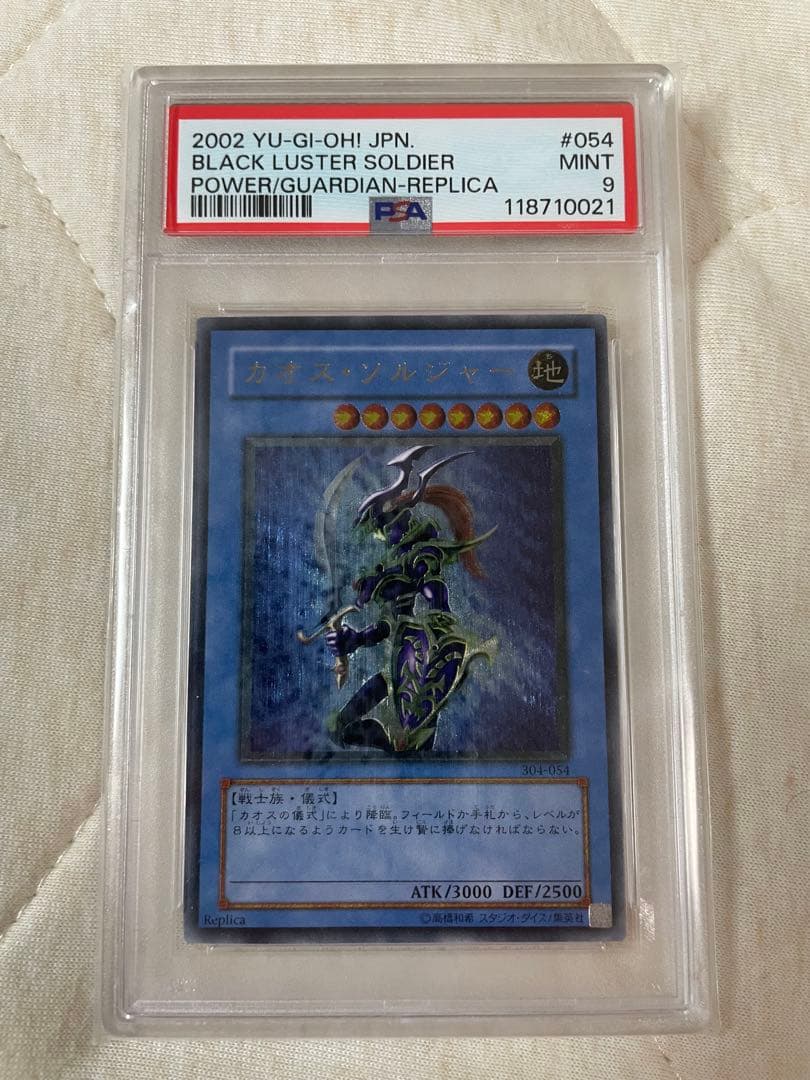 2002 YU-GI-OH! JPN. #054
BLACK LUSTER SOLDIER MINT
POWER/GUARDIAN-REPLICA 9
PSA 118710021
カオス・ソルジャー 地
304-054
【戦士族・儀式】
「カオスの儀式」により降臨。フィールドか手札から、レベルが
8以上になるようカードを生け贄に捧げなければならない。
ATK/3000 DEF/2500
Replica ©高橋和希 スタジオ・ダイス/集英社